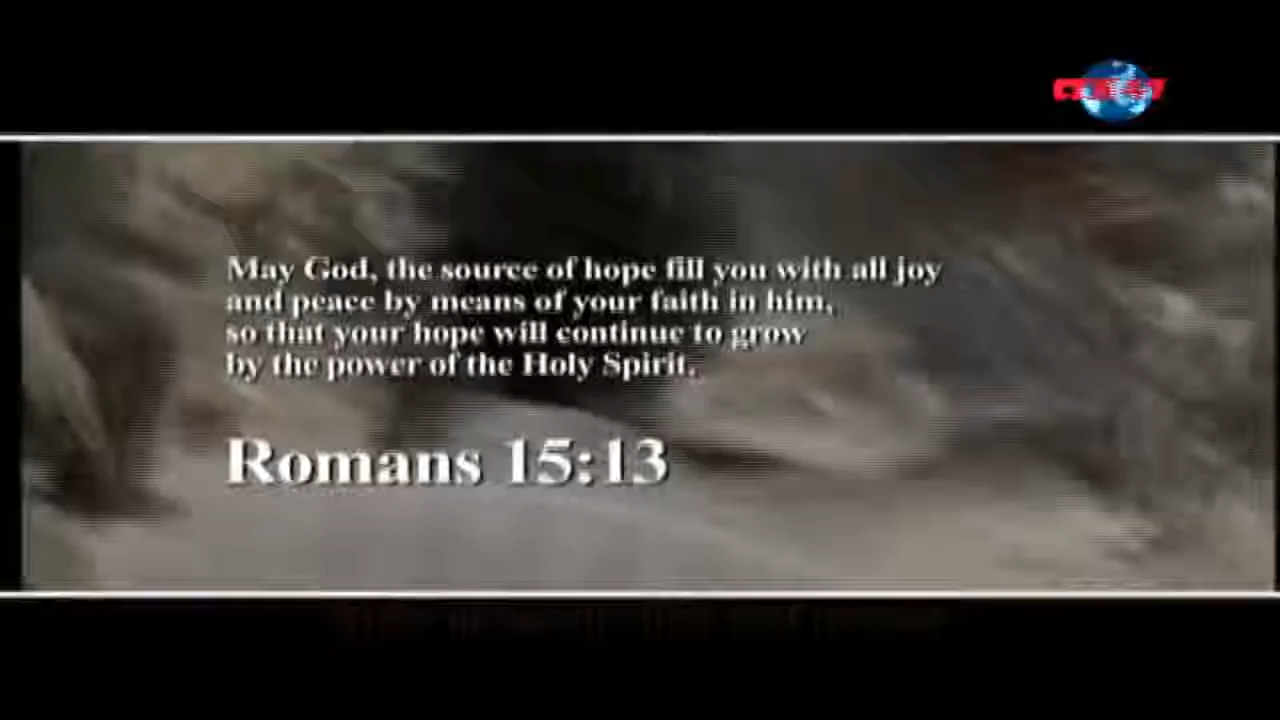 May God, the source of hope fill you with all joy
and peace by means of your faith in him,
so that your hope will continue to grow
by the power of the Holy Spirit.
Romans 15:13